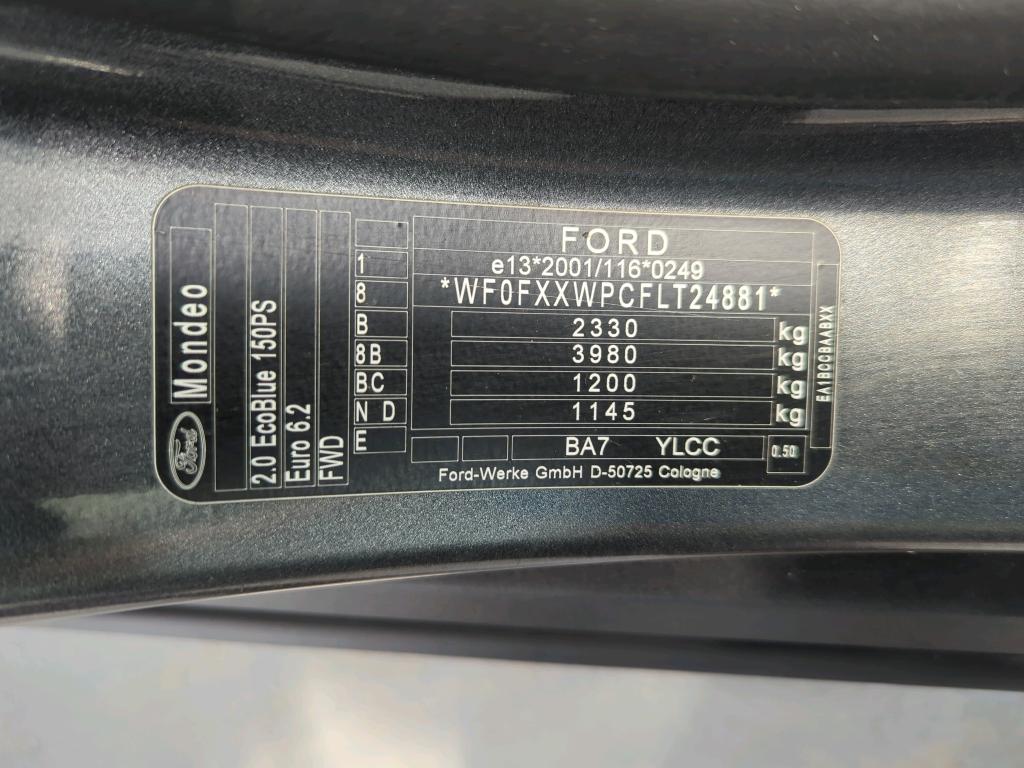 Ford Mondeo
2.0 EcoBlue 150PS
Euro 6.2
FWD
1
8
B
8B
BC
N D
E
FORD
e13*2001/116*0249
*WF0FXXWPCFLT24881*
2330 kg
3980 kg
1200 kg
1145 kg
BA7 YLCC 0.50
Ford-Werke GmbH D-50725 Cologne
EA1BCCBAABXX